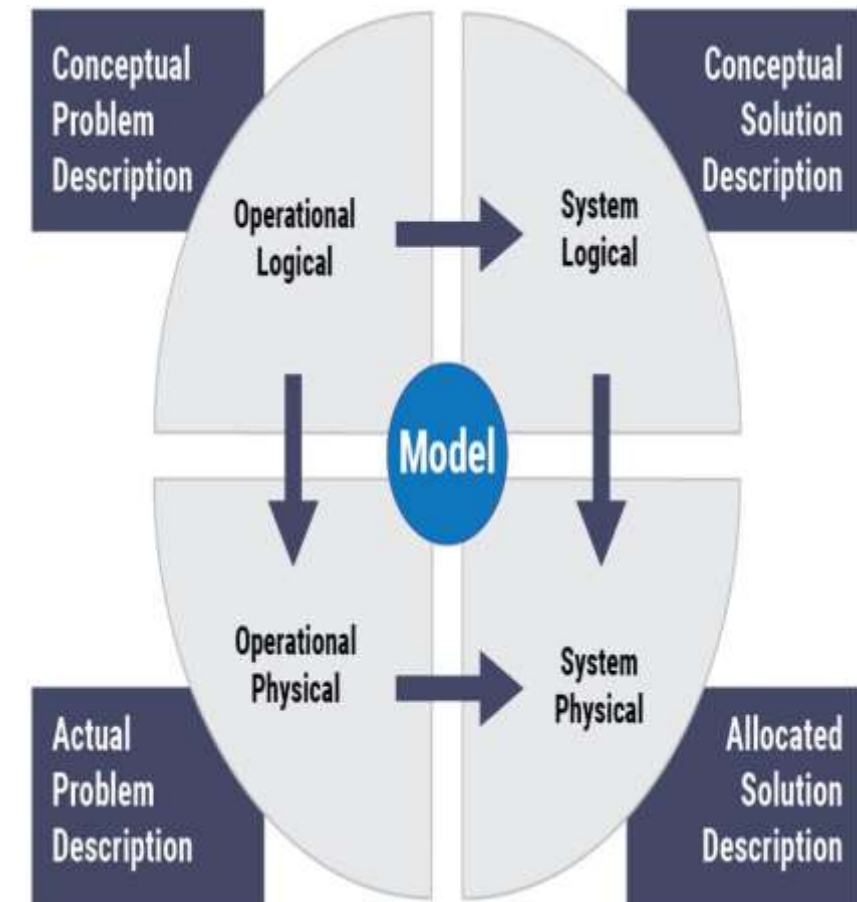 Conceptual
Problem
Description
Conceptual
Solution
Description
Operational
Logical
System
Logical
Model
Operational
Physical
System
Physical
Actual
Problem
Description
Allocated
Solution
Description